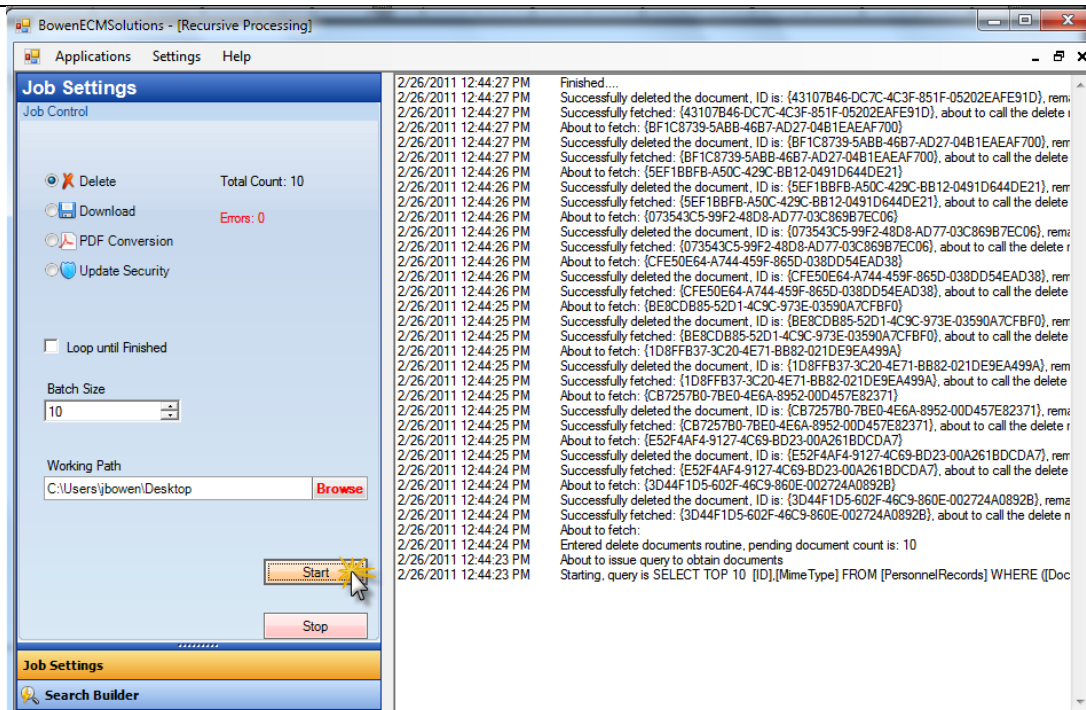 BowenECMSolutions - [Recursive Processing]
Applications Settings Help
Job Settings
Job Control
Delete Total Count: 10
Download Errors: 0
PDF Conversion
Update Security
Loop until Finished
Batch Size
10
Working Path
C:\Users\jbowen\Desktop Browse
Start
Stop
Job Settings
Search Builder
2/26/2011 12:44:27 PM Finished....
2/26/2011 12:44:27 PM Successfully deleted the document, ID is: {43107B46-DC7C-4C3F-851F-05202EAFE91D}, rema
2/26/2011 12:44:27 PM Successfully fetched: {43107B46-DC7C-4C3F-851F-05202EAFE91D}, about to call the delete r
2/26/2011 12:44:27 PM About to fetch: {BF1C8739-5ABB-46B7-AD27-04B1EAEAF700}
2/26/2011 12:44:27 PM Successfully deleted the document, ID is: {BF1C8739-5ABB-46B7-AD27-04B1EAEAF700}, rem
2/26/2011 12:44:27 PM Successfully fetched: {BF1C8739-5ABB-46B7-AD27-04B1EAEAF700}, about to call the delete
2/26/2011 12:44:26 PM About to fetch: {5EF1BBFB-A50C-429C-BB12-0491D644DE21}
2/26/2011 12:44:26 PM Successfully deleted the document, ID is: {5EF1BBFB-A50C-429C-BB12-0491D644DE21}, rem
2/26/2011 12:44:26 PM Successfully fetched: {5EF1BBFB-A50C-429C-BB12-0491D644DE21}, about to call the delete
2/26/2011 12:44:26 PM About to fetch: {073543C5-99F2-48D8-AD77-03C869B7EC06}
2/26/2011 12:44:26 PM Successfully deleted the document, ID is: {073543C5-99F2-48D8-AD77-03C869B7EC06}, rema
2/26/2011 12:44:26 PM Successfully fetched: {073543C5-99F2-48D8-AD77-03C869B7EC06}, about to call the delete r
2/26/2011 12:44:26 PM About to fetch: {CFE50E64-A744-459F-865D-038DD54EAD38}
2/26/2011 12:44:26 PM Successfully deleted the document, ID is: {CFE50E64-A744-459F-865D-038DD54EAD38}, rem
2/26/2011 12:44:26 PM Successfully fetched: {CFE50E64-A744-459F-865D-038DD54EAD38}, about to call the delete
2/26/2011 12:44:25 PM About to fetch: {BE8CDB85-52D1-4C9C-973E-03590A7CFBF0}
2/26/2011 12:44:25 PM Successfully deleted the document, ID is: {BE8CDB85-52D1-4C9C-973E-03590A7CFBF0}, rem
2/26/2011 12:44:25 PM Successfully fetched: {BE8CDB85-52D1-4C9C-973E-03590A7CFBF0}, about to call the delete
2/26/2011 12:44:25 PM About to fetch: {1D8FFB37-3C20-4E71-BB82-021DE9EA499A}
2/26/2011 12:44:25 PM Successfully deleted the document, ID is: {1D8FFB37-3C20-4E71-BB82-021DE9EA499A}, rem
2/26/2011 12:44:25 PM Successfully fetched: {1D8FFB37-3C20-4E71-BB82-021DE9EA499A}, about to call the delete
2/26/2011 12:44:25 PM About to fetch: {CB7257B0-7BE0-4E6A-8952-00D457E82371}
2/26/2011 12:44:25 PM Successfully deleted the document, ID is: {CB7257B0-7BE0-4E6A-8952-00D457E82371}, rema
2/26/2011 12:44:25 PM Successfully fetched: {CB7257B0-7BE0-4E6A-8952-00D457E82371}, about to call the delete r
2/26/2011 12:44:25 PM About to fetch: {E52F4AF4-9127-4C69-BD23-00A261BDCDA7}
2/26/2011 12:44:25 PM Successfully deleted the document, ID is: {E52F4AF4-9127-4C69-BD23-00A261BDCDA7}, rem
2/26/2011 12:44:24 PM Successfully fetched: {E52F4AF4-9127-4C69-BD23-00A261BDCDA7}, about to call the delete
2/26/2011 12:44:24 PM About to fetch: {3D44F1D5-602F-46C9-860E-002724A0892B}
2/26/2011 12:44:24 PM Successfully deleted the document, ID is: {3D44F1D5-602F-46C9-860E-002724A0892B}, rema
2/26/2011 12:44:24 PM Successfully fetched: {3D44F1D5-602F-46C9-860E-002724A0892B}, about to call the delete n
2/26/2011 12:44:24 PM About to fetch:
2/26/2011 12:44:24 PM Entered delete documents routine, pending document count is: 10
2/26/2011 12:44:23 PM About to issue query to obtain documents
2/26/2011 12:44:23 PM Starting, query is SELECT TOP 10 [ID],[MimeType] FROM [PersonnelRecords] WHERE ([Doc